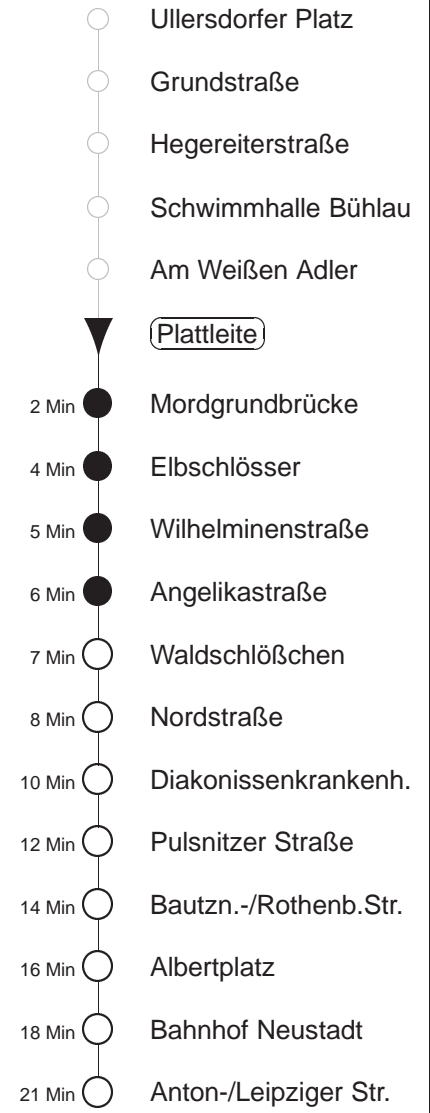 Ullersdorfer Platz
Grundstraße
Hegereiterstraße
Schwimmhalle Bühlau
Am Weißen Adler
Plattleite
2 Min Mordgrundbrücke
4 Min Elbschlösser
5 Min Wilhelminenstraße
6 Min Angelikastraße
7 Min Waldschlößchen
8 Min Nordstraße
10 Min Diakonissenkrankenh.
12 Min Pulsnitzer Straße
14 Min Bautzn.-/Rothenb.Str.
16 Min Albertplatz
18 Min Bahnhof Neustadt
21 Min Anton-/Leipziger Str.